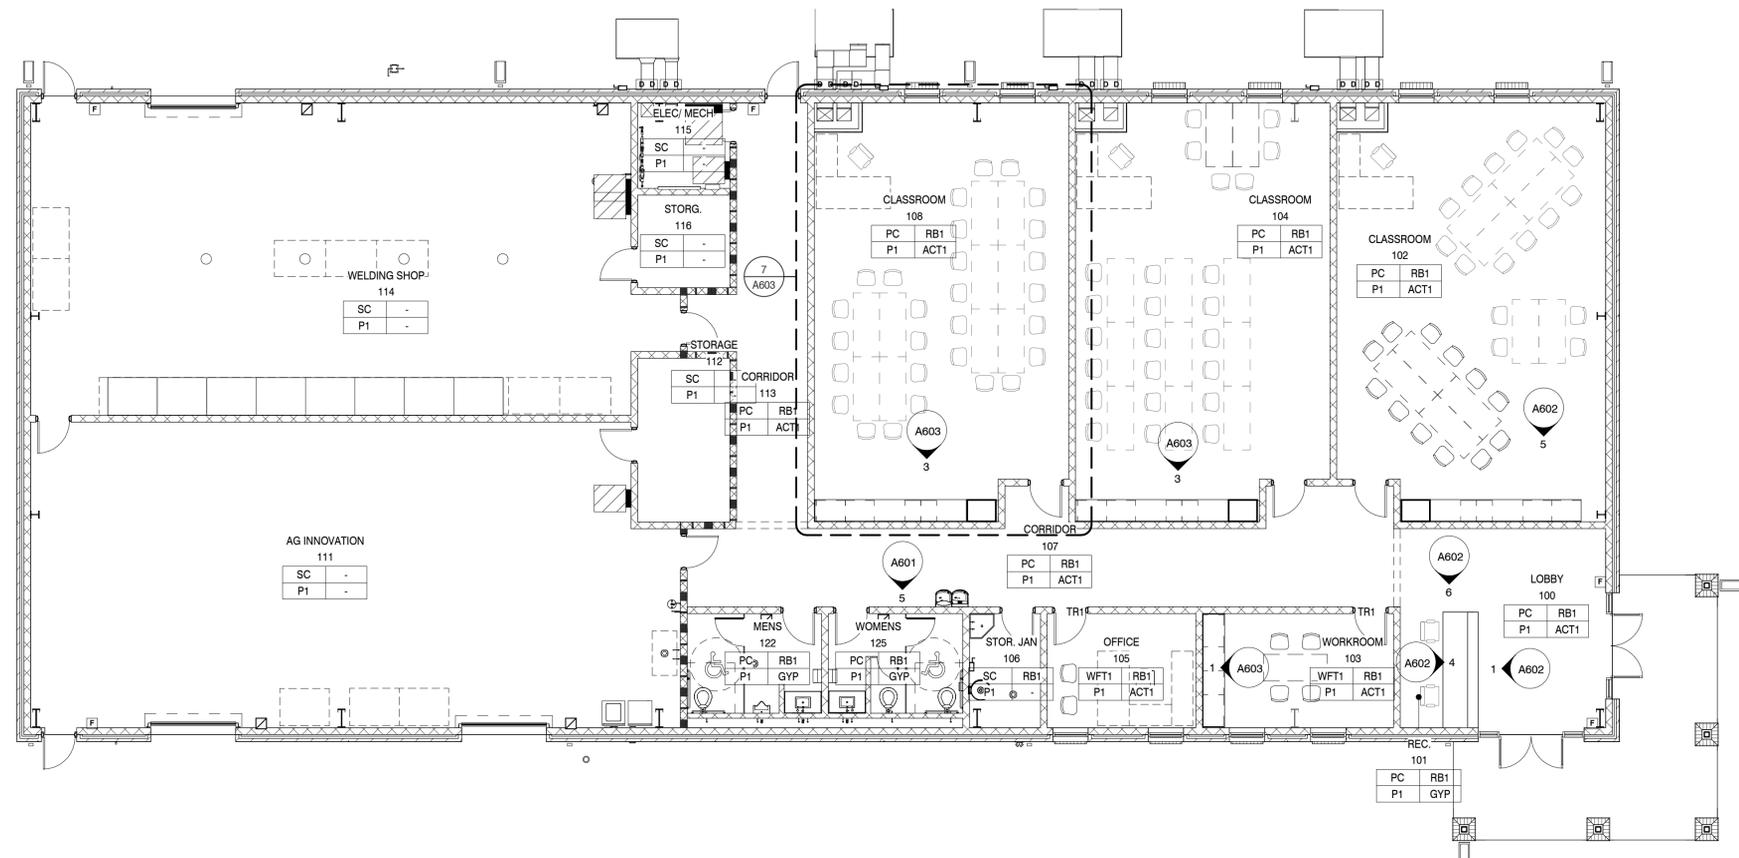 ELEC/ MECH
115
SC -
P1 -
STORG.
116
SC -
P1 -
7
A603
WELDING SHOP
114
SC -
P1 -
STORAGE
112
SC
P1
CORRIDOR
113
PC RB1
P1 ACT1
CLASSROOM
108
PC RB1
P1 ACT1
A603
3
CLASSROOM
104
PC RB1
P1 ACT1
A603
3
CLASSROOM
102
PC RB1
P1 ACT1
A602
5
AG INNOVATION
111
SC -
P1 -
CORRIDOR
107
PC RB1
P1 ACT1
A601
5
A602
6
LOBBY
100
PC RB1
P1 ACT1
TR1
TR1
MENS
122
PC RB1
P1 GYP
WOMENS
125
PC RB1
P1 GYP
STOR. JAN
106
SC RB1
P1 -
OFFICE
105
WFT1 RB1
P1 ACT1
1 A603
WORKROOM
103
WFT1 RB1
P1 ACT1
A602 4
1 A602
REC.
101
PC RB1
P1 GYP
F
F
F
F
F